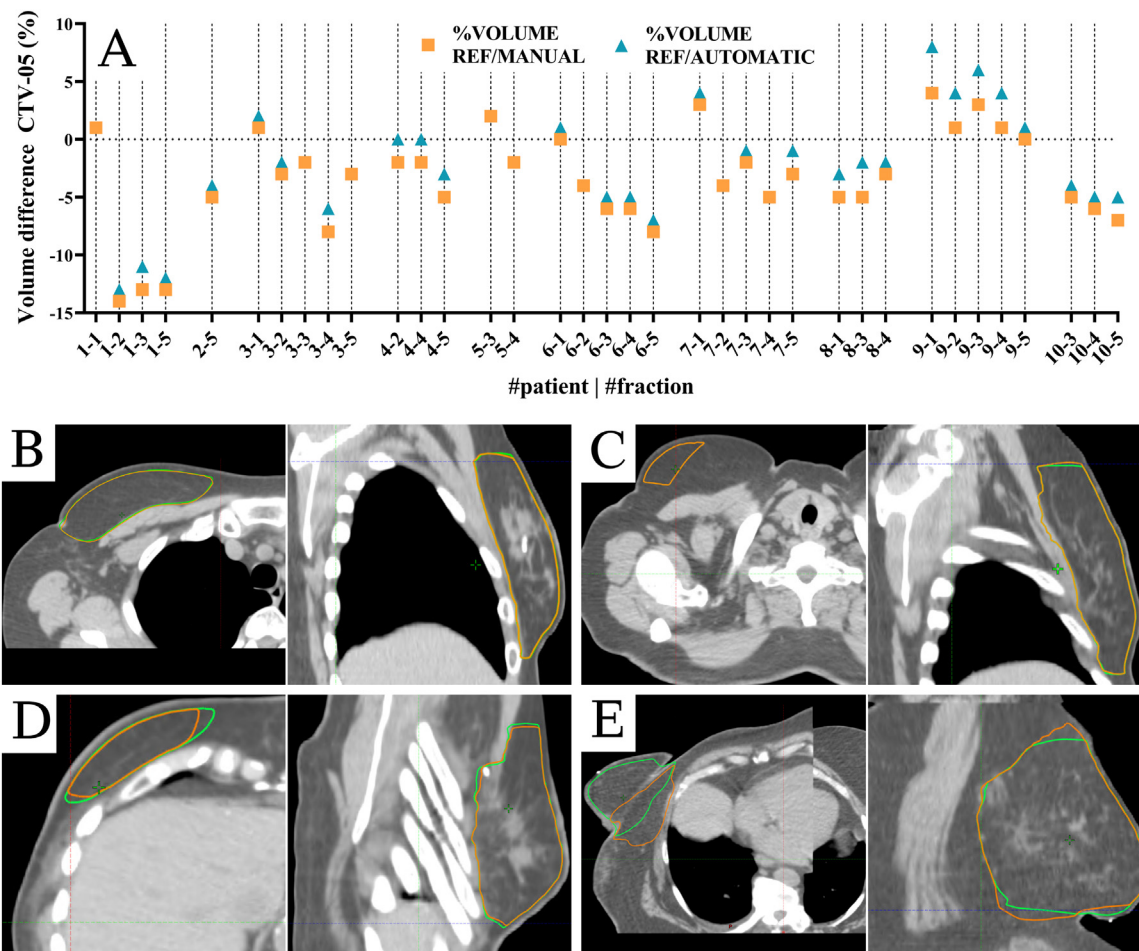 A
%VOLUME
REF/MANUAL
%VOLUME
REF/AUTOMATIC
Volume difference CTV-05 (%)
10
5
0
-5
-10
-15
1-1 1-2 1-3 1-5 2-5 3-1 3-2 3-3 3-4 3-5 4-2 4-4 4-5 5-3 5-4 6-1 6-2 6-3 6-4 6-5 7-1 7-2 7-3 7-4 7-5 8-1 8-3 8-4 9-1 9-2 9-3 9-4 9-5 10-3 10-4 10-5
#patient | #fraction
B
C
D
E